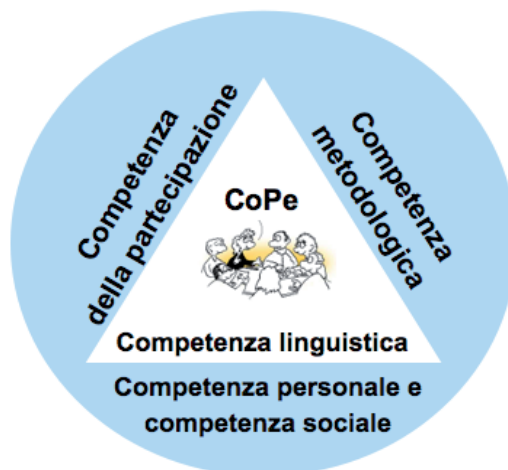 Competenza
della partecipazione
Competenza
metodologica
CoPe
Competenza linguistica
Competenza personale e
competenza sociale